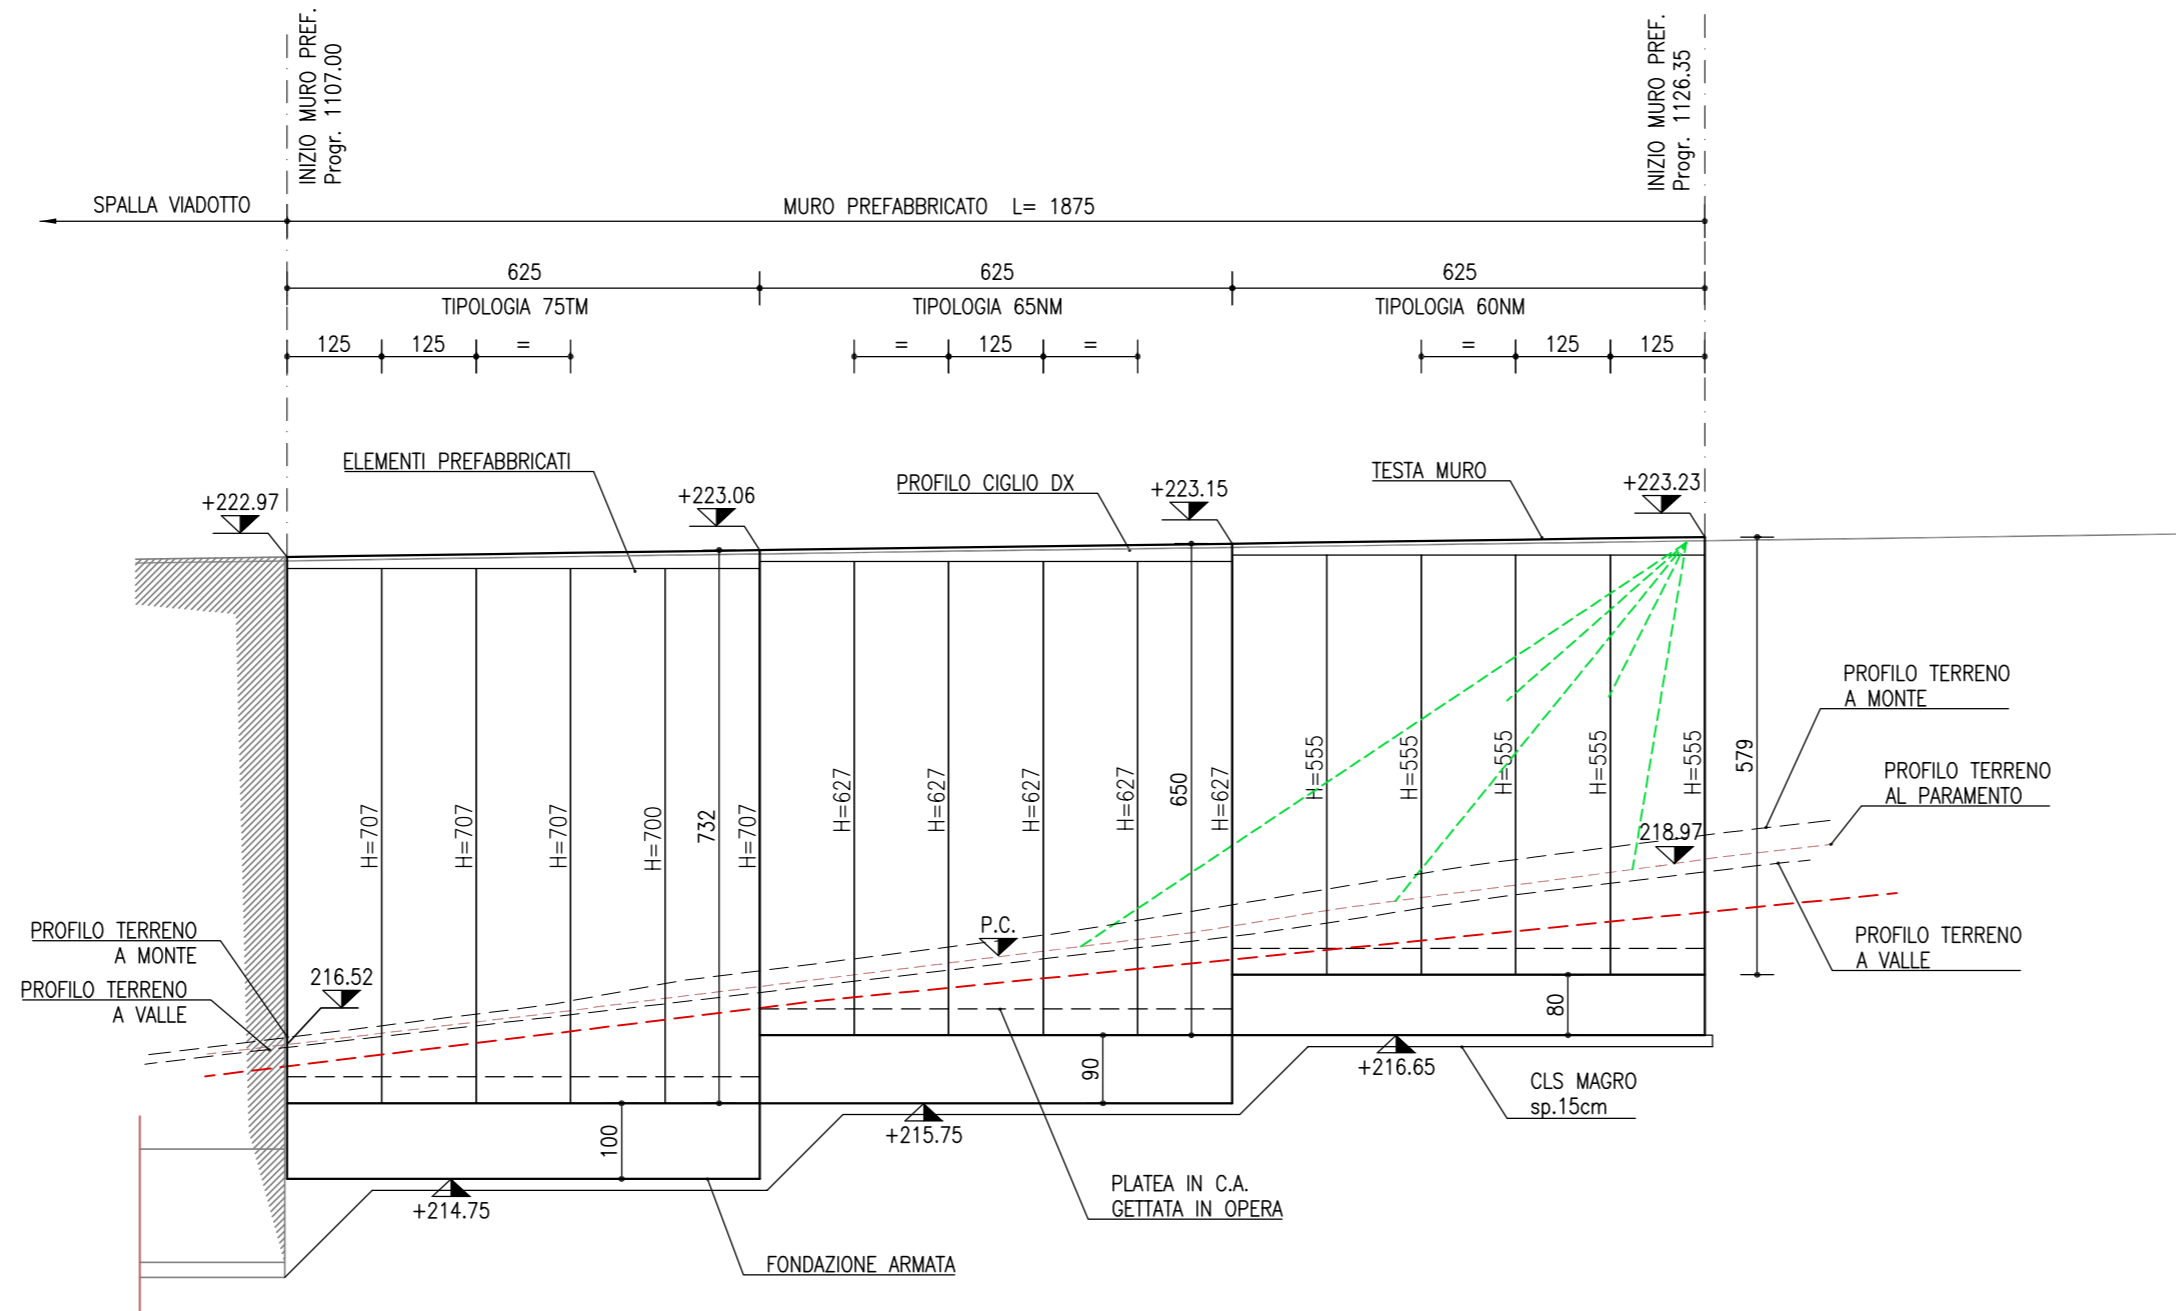 INIZIO MURO PREF.
Progr. 1107.00
INIZIO MURO PREF.
Progr. 1126.35
SPALLA VIADOTTO
MURO PREFABBRICATO L= 1875
625
625
625
TIPOLOGIA 75TM
TIPOLOGIA 65NM
TIPOLOGIA 60NM
125
125
=
=
125
=
=
125
125
ELEMENTI PREFABBRICATI
PROFILO CIGLIO DX
TESTA MURO
+222.97
+223.06
+223.15
+223.23
H=707
H=707
H=707
H=700
732
H=707
H=627
H=627
H=627
H=627
650
H=627
H=555
H=555
H=555
H=555
H=555
579
PROFILO TERRENO
A MONTE
PROFILO TERRENO
AL PARAMENTO
218.97
P.C.
PROFILO TERRENO
A VALLE
PROFILO TERRENO
A MONTE
216.52
PROFILO TERRENO
A VALLE
80
90
100
+216.65
+215.75
+214.75
CLS MAGRO
sp.15cm
PLATEA IN C.A.
GETTATA IN OPERA
FONDAZIONE ARMATA